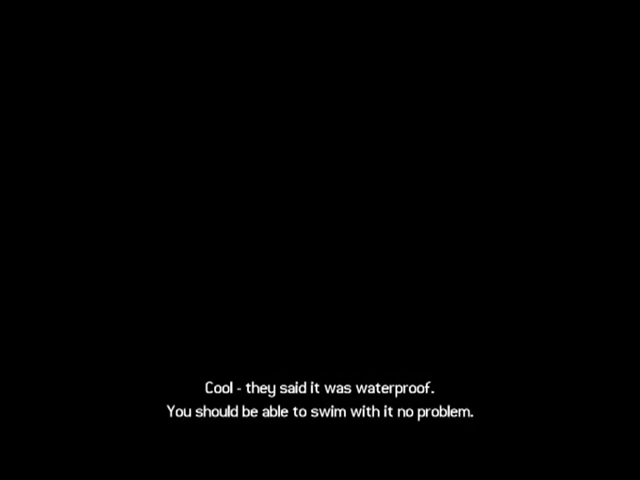 Cool - they said it was waterproof.
You should be able to swim with it no problem.